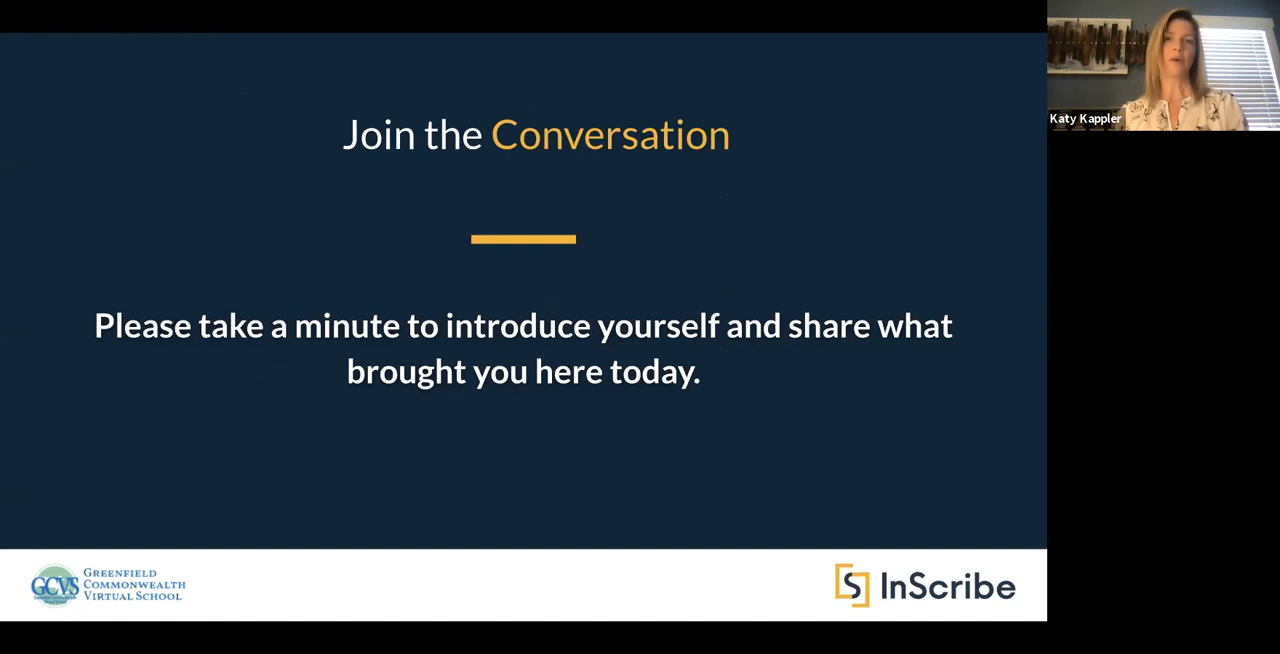 Join the Conversation
Please take a minute to introduce yourself and share what
brought you here today.
Katy Kappler
GCVS
GREENFIELD
COMMONWEALTH
VIRTUAL SCHOOL
InScribe